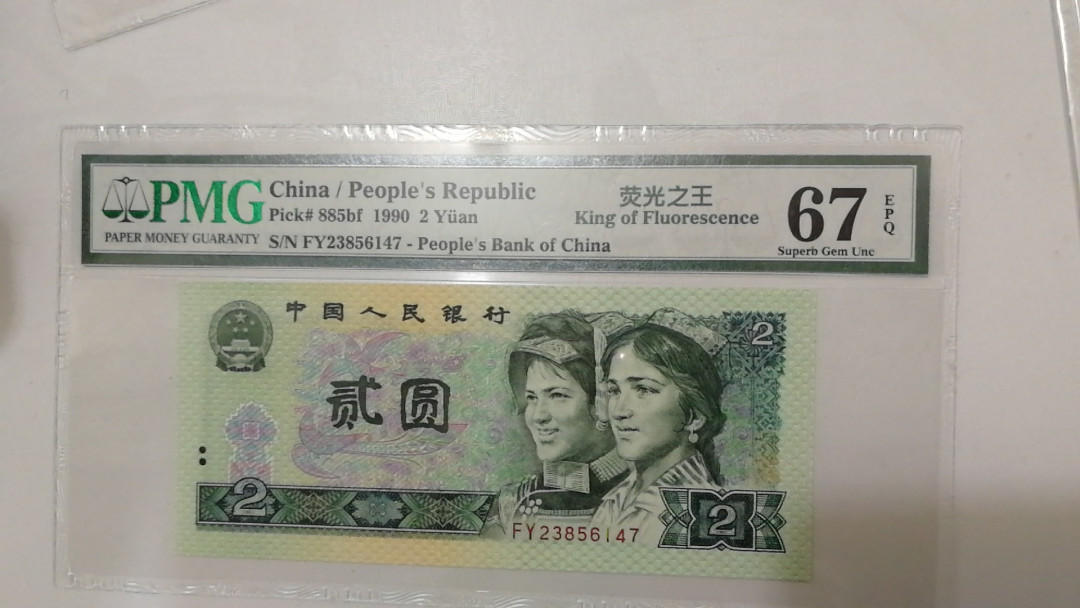 PMG
PAPER MONEY GUARANTY
China / People's Republic
Pick# 885bf 1990 2 Yüan
S/N FY23856147 - People's Bank of China
荧光之王
King of Fluorescence
67
EPQ
Superb Gem Unc
中国人民银行
2
贰圆
2
FY23856147
2